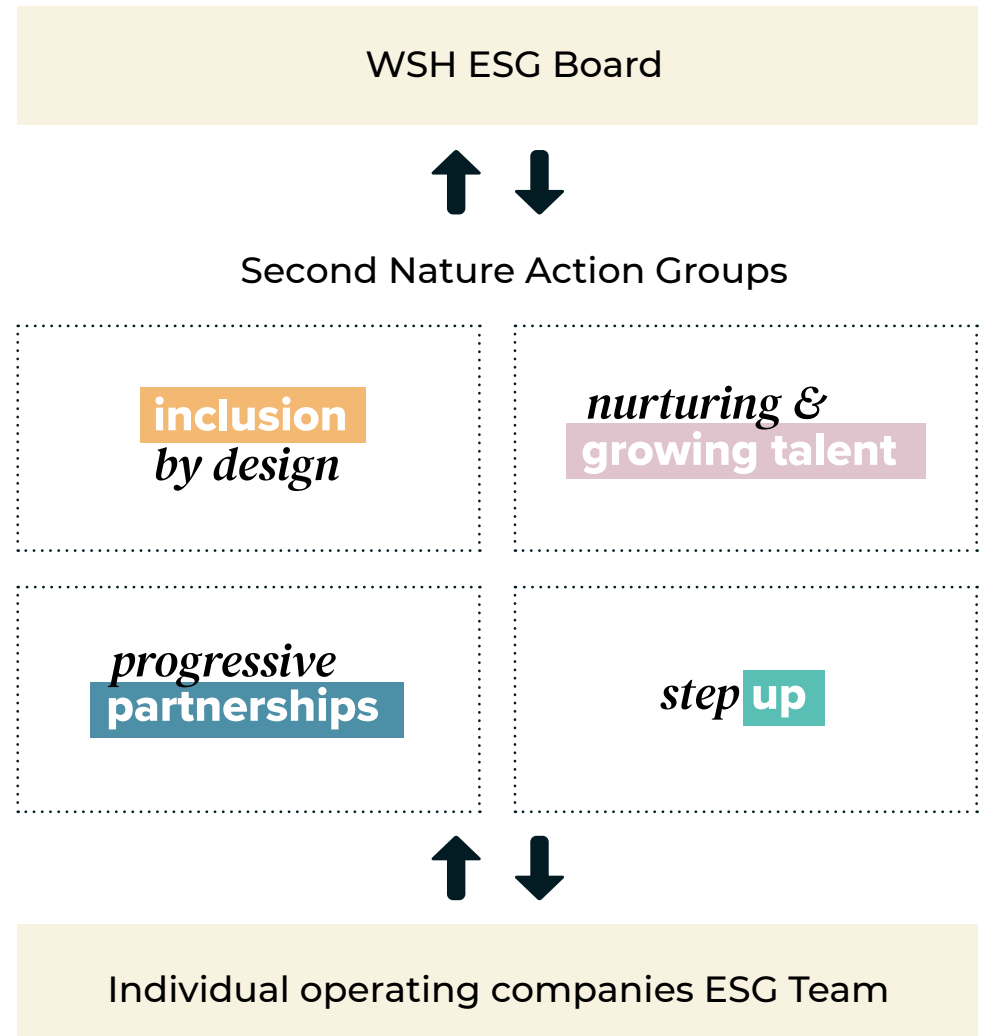 WSH ESG Board
Second Nature Action Groups
inclusion
by design
nurturing &
growing talent
progressive
partnerships
step up
Individual operating companies ESG Team